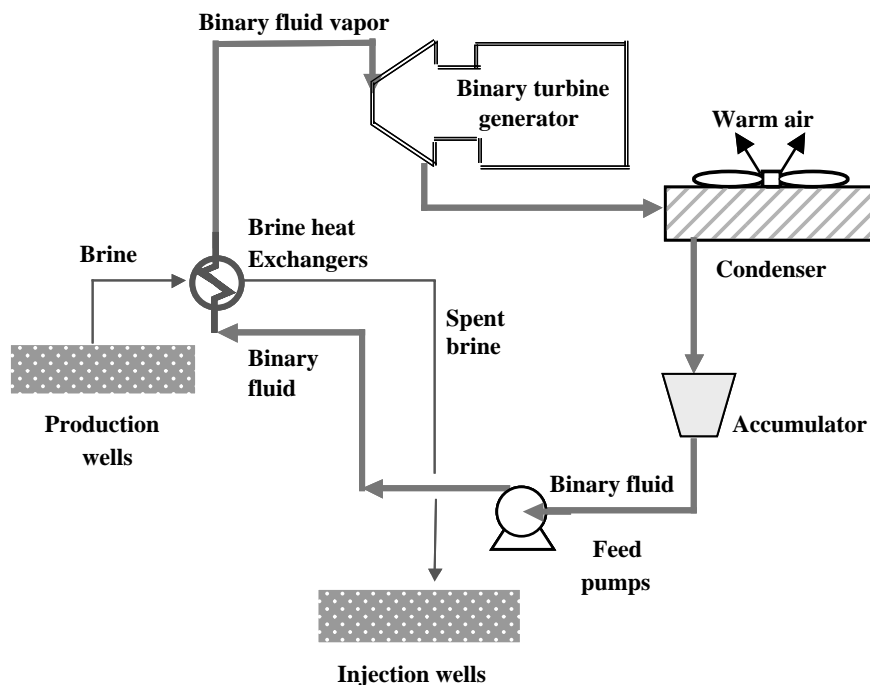 Binary fluid vapor
Binary turbine
generator
Warm air
Brine heat
Exchangers
Brine
Condenser
Spent
brine
Binary
fluid
Production
wells
Accumulator
Binary fluid
Feed
pumps
Injection wells